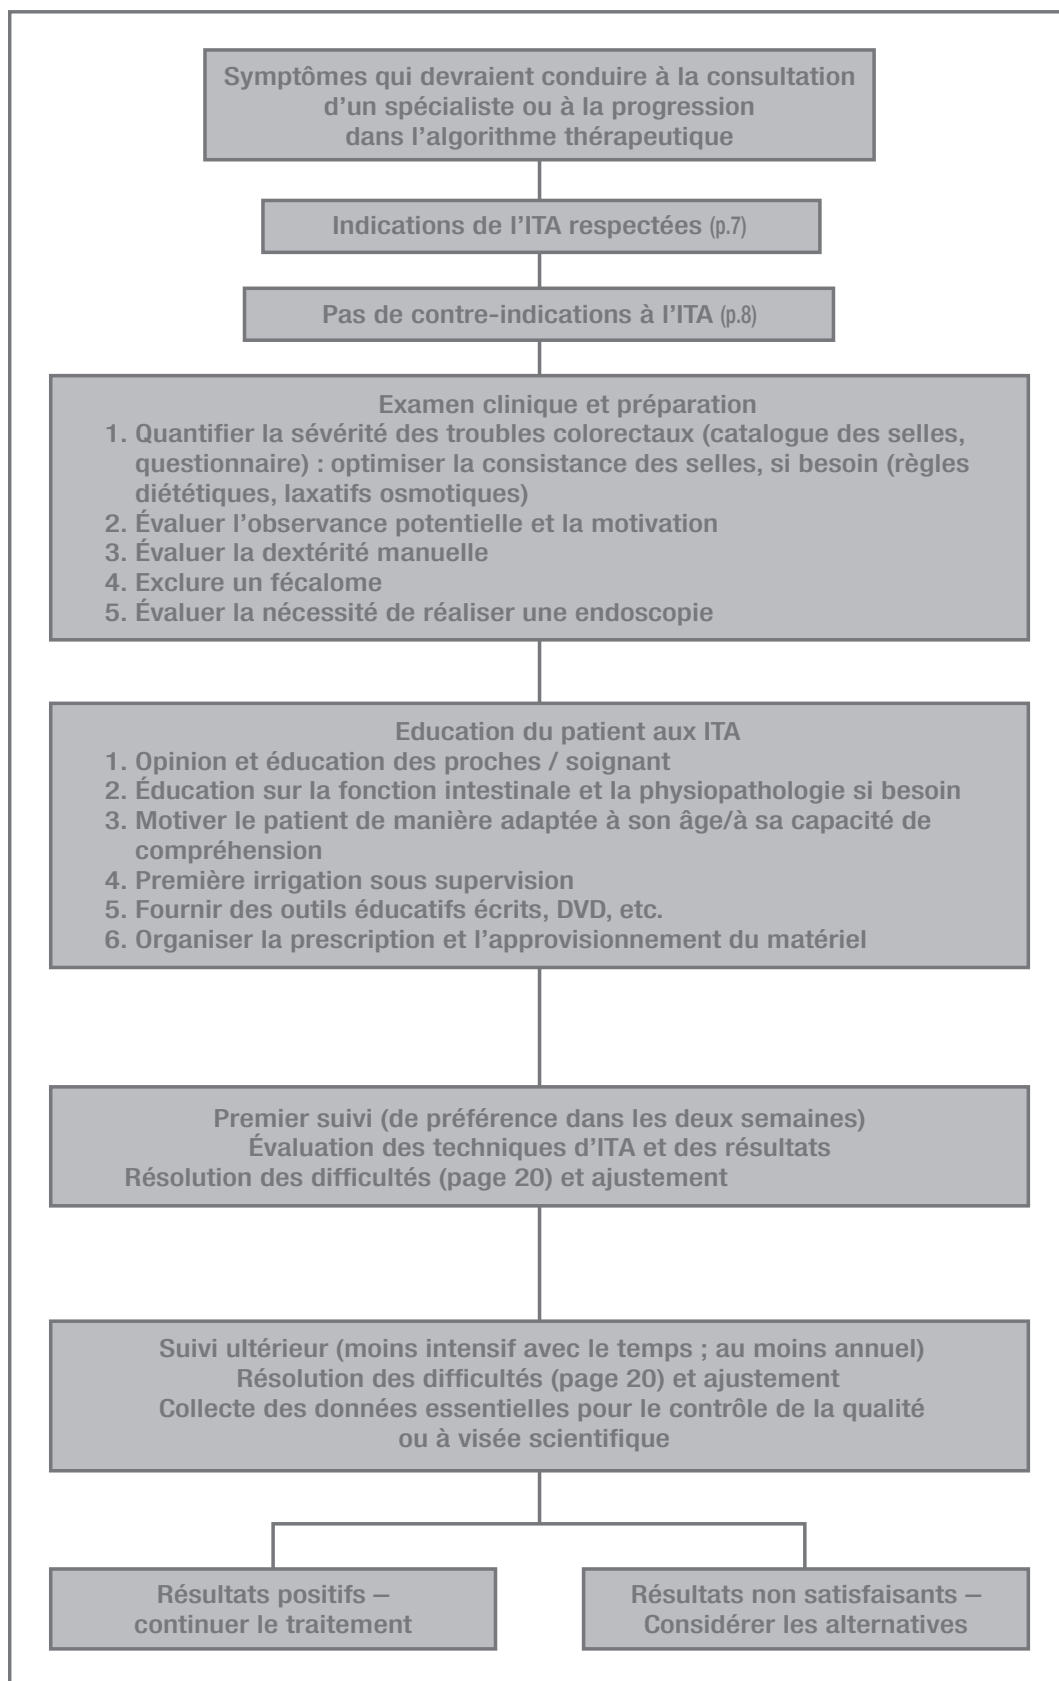 Symptômes qui devraient conduire à la consultation
d'un spécialiste ou à la progression
dans l'algorithme thérapeutique
Indications de l'ITA respectées (p.7)
Pas de contre-indications à l'ITA (p.8)
Examen clinique et préparation
1. Quantifier la sévérité des troubles colorectaux (catalogue des selles,
questionnaire) : optimiser la consistance des selles, si besoin (règles
diététiques, laxatifs osmotiques)
2. Évaluer l'observance potentielle et la motivation
3. Évaluer la dextérité manuelle
4. Exclure un fécalome
5. Évaluer la nécessité de réaliser une endoscopie
Education du patient aux ITA
1. Opinion et éducation des proches / soignant
2. Éducation sur la fonction intestinale et la physiopathologie si besoin
3. Motiver le patient de manière adaptée à son âge/à sa capacité de
compréhension
4. Première irrigation sous supervision
5. Fournir des outils éducatifs écrits, DVD, etc.
6. Organiser la prescription et l'approvisionnement du matériel
Premier suivi (de préférence dans les deux semaines)
Évaluation des techniques d'ITA et des résultats
Résolution des difficultés (page 20) et ajustement
Suivi ultérieur (moins intensif avec le temps ; au moins annuel)
Résolution des difficultés (page 20) et ajustement
Collecte des données essentielles pour le contrôle de la qualité
ou à visée scientifique
Résultats positifs –
continuer le traitement
Résultats non satisfaisants –
Considérer les alternatives